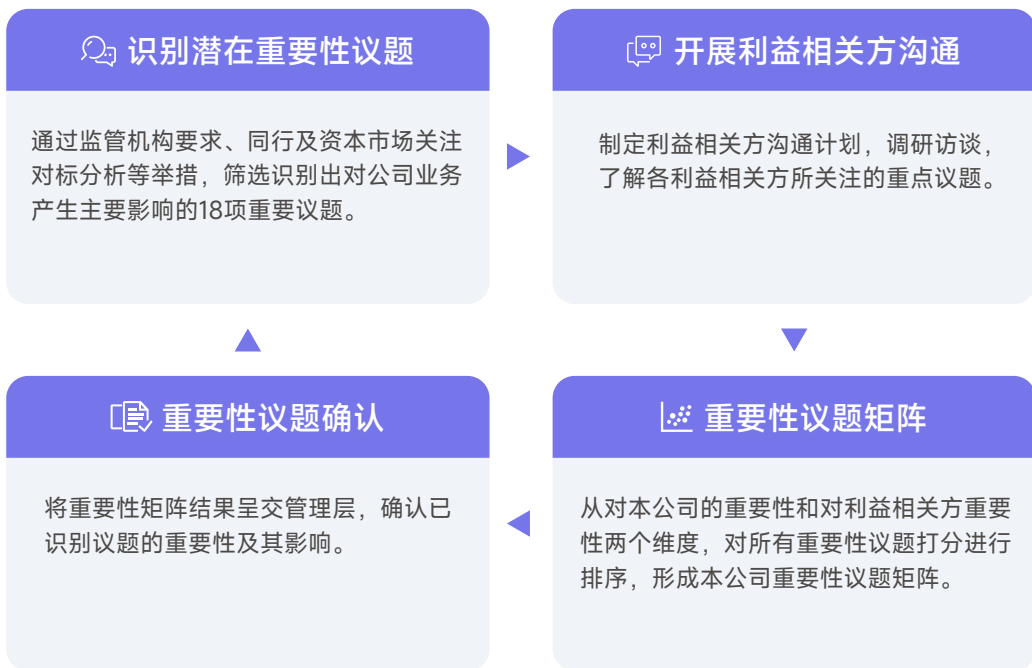 识别潜在重要性议题
通过监管机构要求、同行及资本市场关注
对标分析等举措，筛选识别出对公司业务
产生主要影响的18项重要议题。
开展利益相关方沟通
制定利益相关方沟通计划，调研访谈，
了解各利益相关方所关注的重点议题。
重要性议题矩阵
从对本公司的重要性和对利益相关方重要
性两个维度，对所有重要性议题打分进行
排序，形成本公司重要性议题矩阵。
重要性议题确认
将重要性矩阵结果呈交管理层，确认已
识别议题的重要性及其影响。